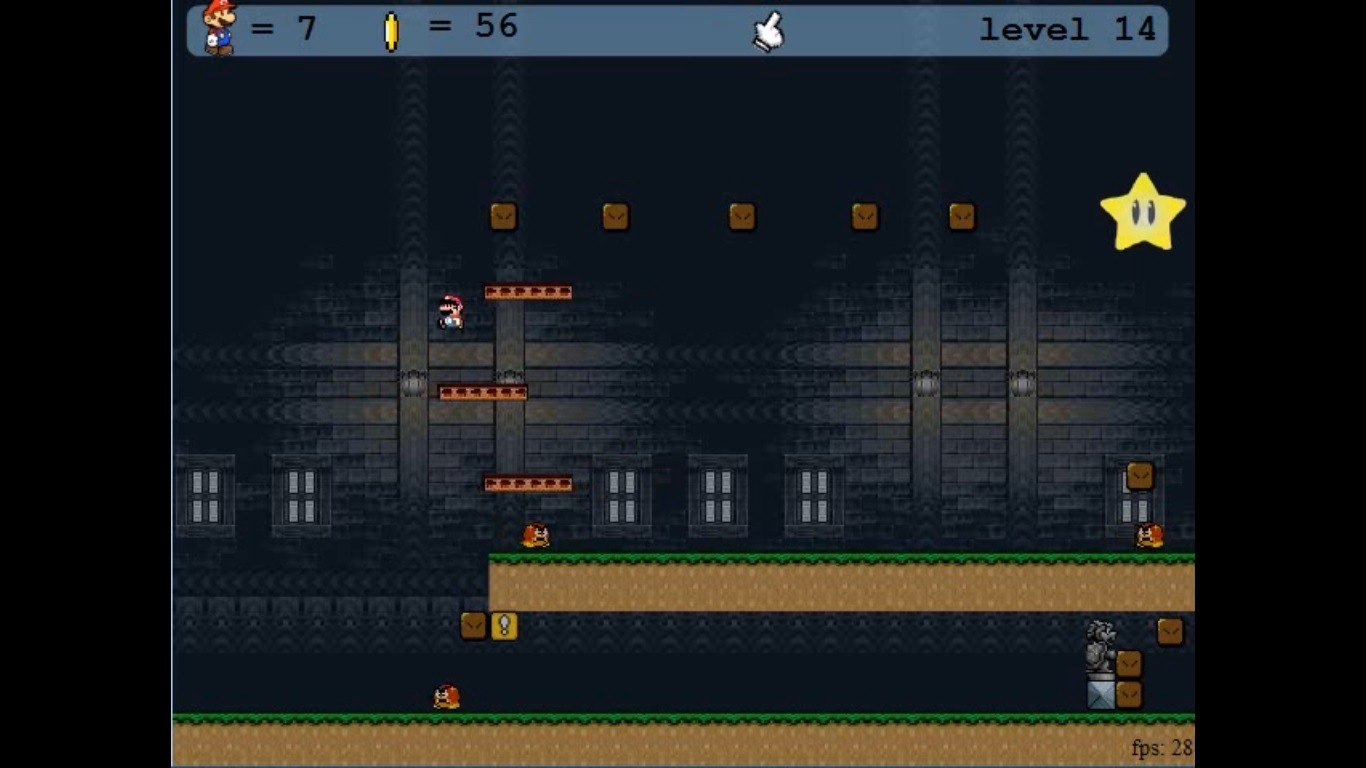 = 7 = 56 level 14
!
fps: 28